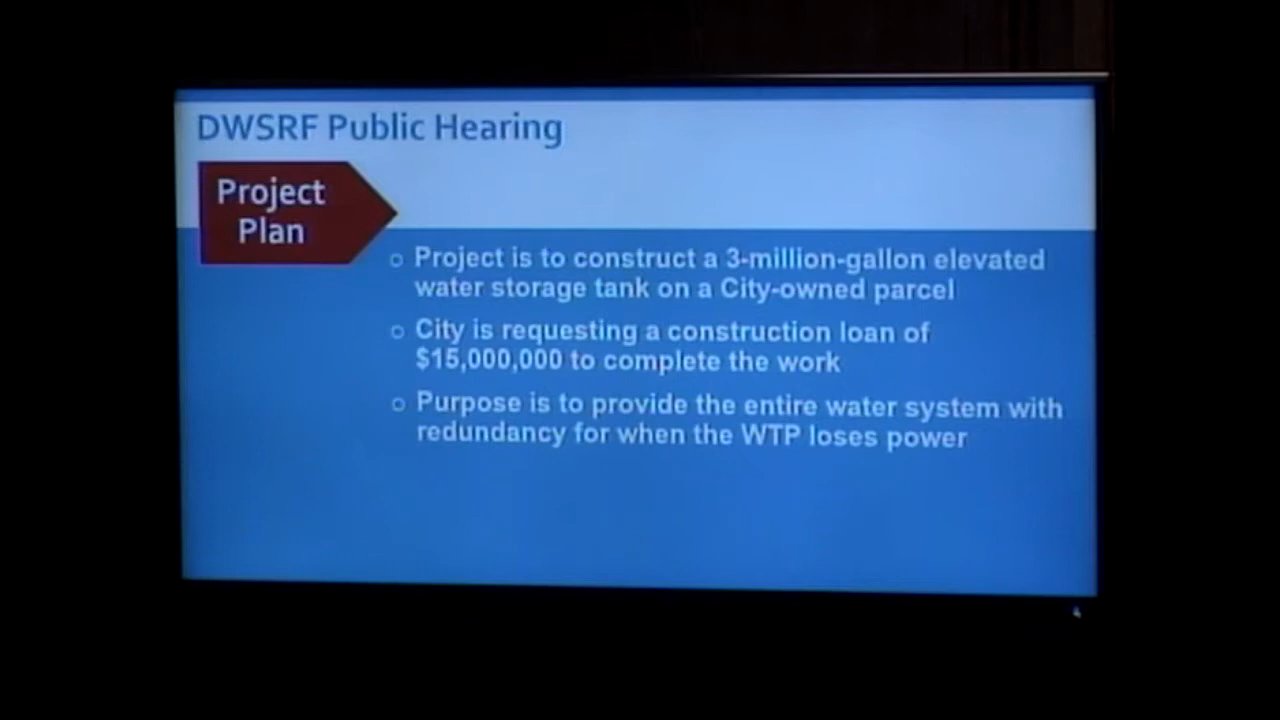 DWSRF Public Hearing
Project
Plan
○ Project is to construct a 3-million-gallon elevated
water storage tank on a City-owned parcel
○ City is requesting a construction loan of
$15,000,000 to complete the work
○ Purpose is to provide the entire water system with
redundancy for when the WTP loses power